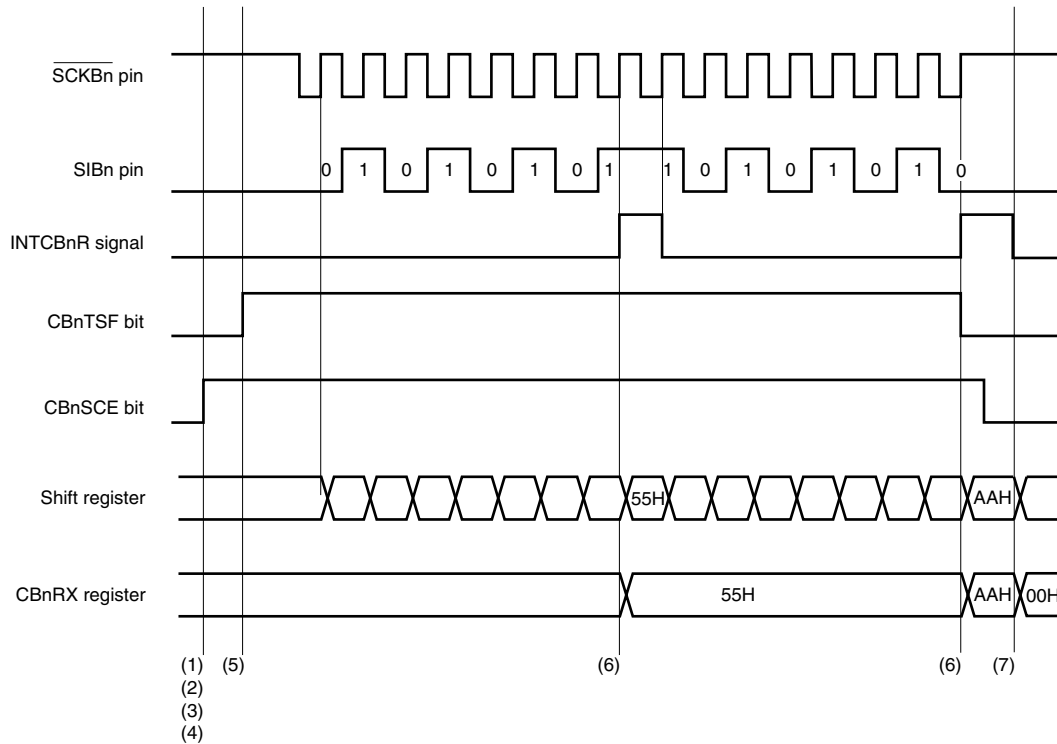 SCKBn pin
SIBn pin 0 1 0 1 0 1 0 1 1 0 1 0 1 0 1 0
INTCBnR signal
CBnTSF bit
CBnSCE bit
Shift register 55H AAH
CBnRX register 55H AAH 00H
(1) (5) (6) (6) (7)
(2)
(3)
(4)